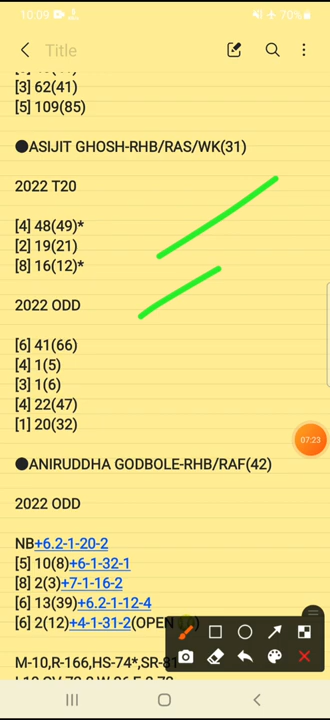 10:09
70%
Title
[3] 62(41)
[5] 109(85)
●ASIJIT GHOSH-RHB/RAS/WK(31)
2022 T20
[4] 48(49)*
[2] 19(21)
[8] 16(12)*
2022 ODD
[6] 41(66)
[4] 1(5)
[3] 1(6)
[4] 22(47)
[1] 20(32)
07:23
●ANIRUDDHA GODBOLE-RHB/RAF(42)
2022 ODD
NB+6.2-1-20-2
[5] 10(8)+6-1-32-1
[8] 2(3)+7-1-16-2
[6] 13(39)+6.2-1-12-4
[6] 2(12)+4-1-31-2(OPEN
M-10,R-166,HS-74*,SR-81